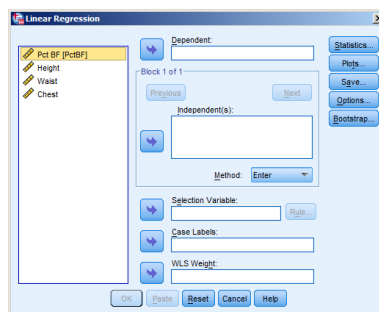 Linear Regression
Pct BF [PctBF]
Height
Waist
Chest
Dependent:
Block 1 of 1
Previous
Next
Independent(s):
Method:
Enter
Selection Variable:
Rule...
Case Labels:
WLS Weight:
Statistics...
Plots...
Save...
Options...
Bootstrap...
OK
Paste
Reset
Cancel
Help